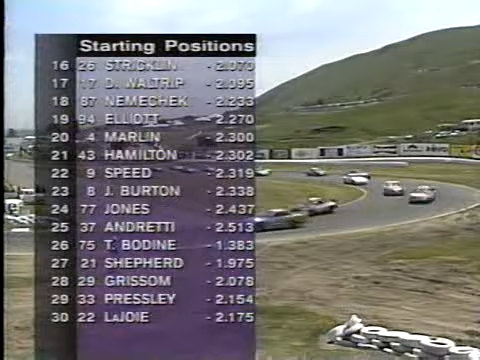 Starting Positions
16 26 STRICKLIN - 2.070
17 17 D. WALTRIP - 2.095
18 87 NEMECHEK - 2.233
19 94 ELLIOTT - 2.270
20 4 MARLIN - 2.300
21 43 HAMILTON - 2.302
22 9 SPEED - 2.319
23 8 J. BURTON - 2.338
24 77 JONES - 2.437
25 37 ANDRETTI - 2.513
26 75 T. BODINE - 1.383
27 21 SHEPHERD - 1.975
28 29 GRISSOM - 2.078
29 33 PRESSLEY - 2.154
30 22 LAJOIE - 2.175